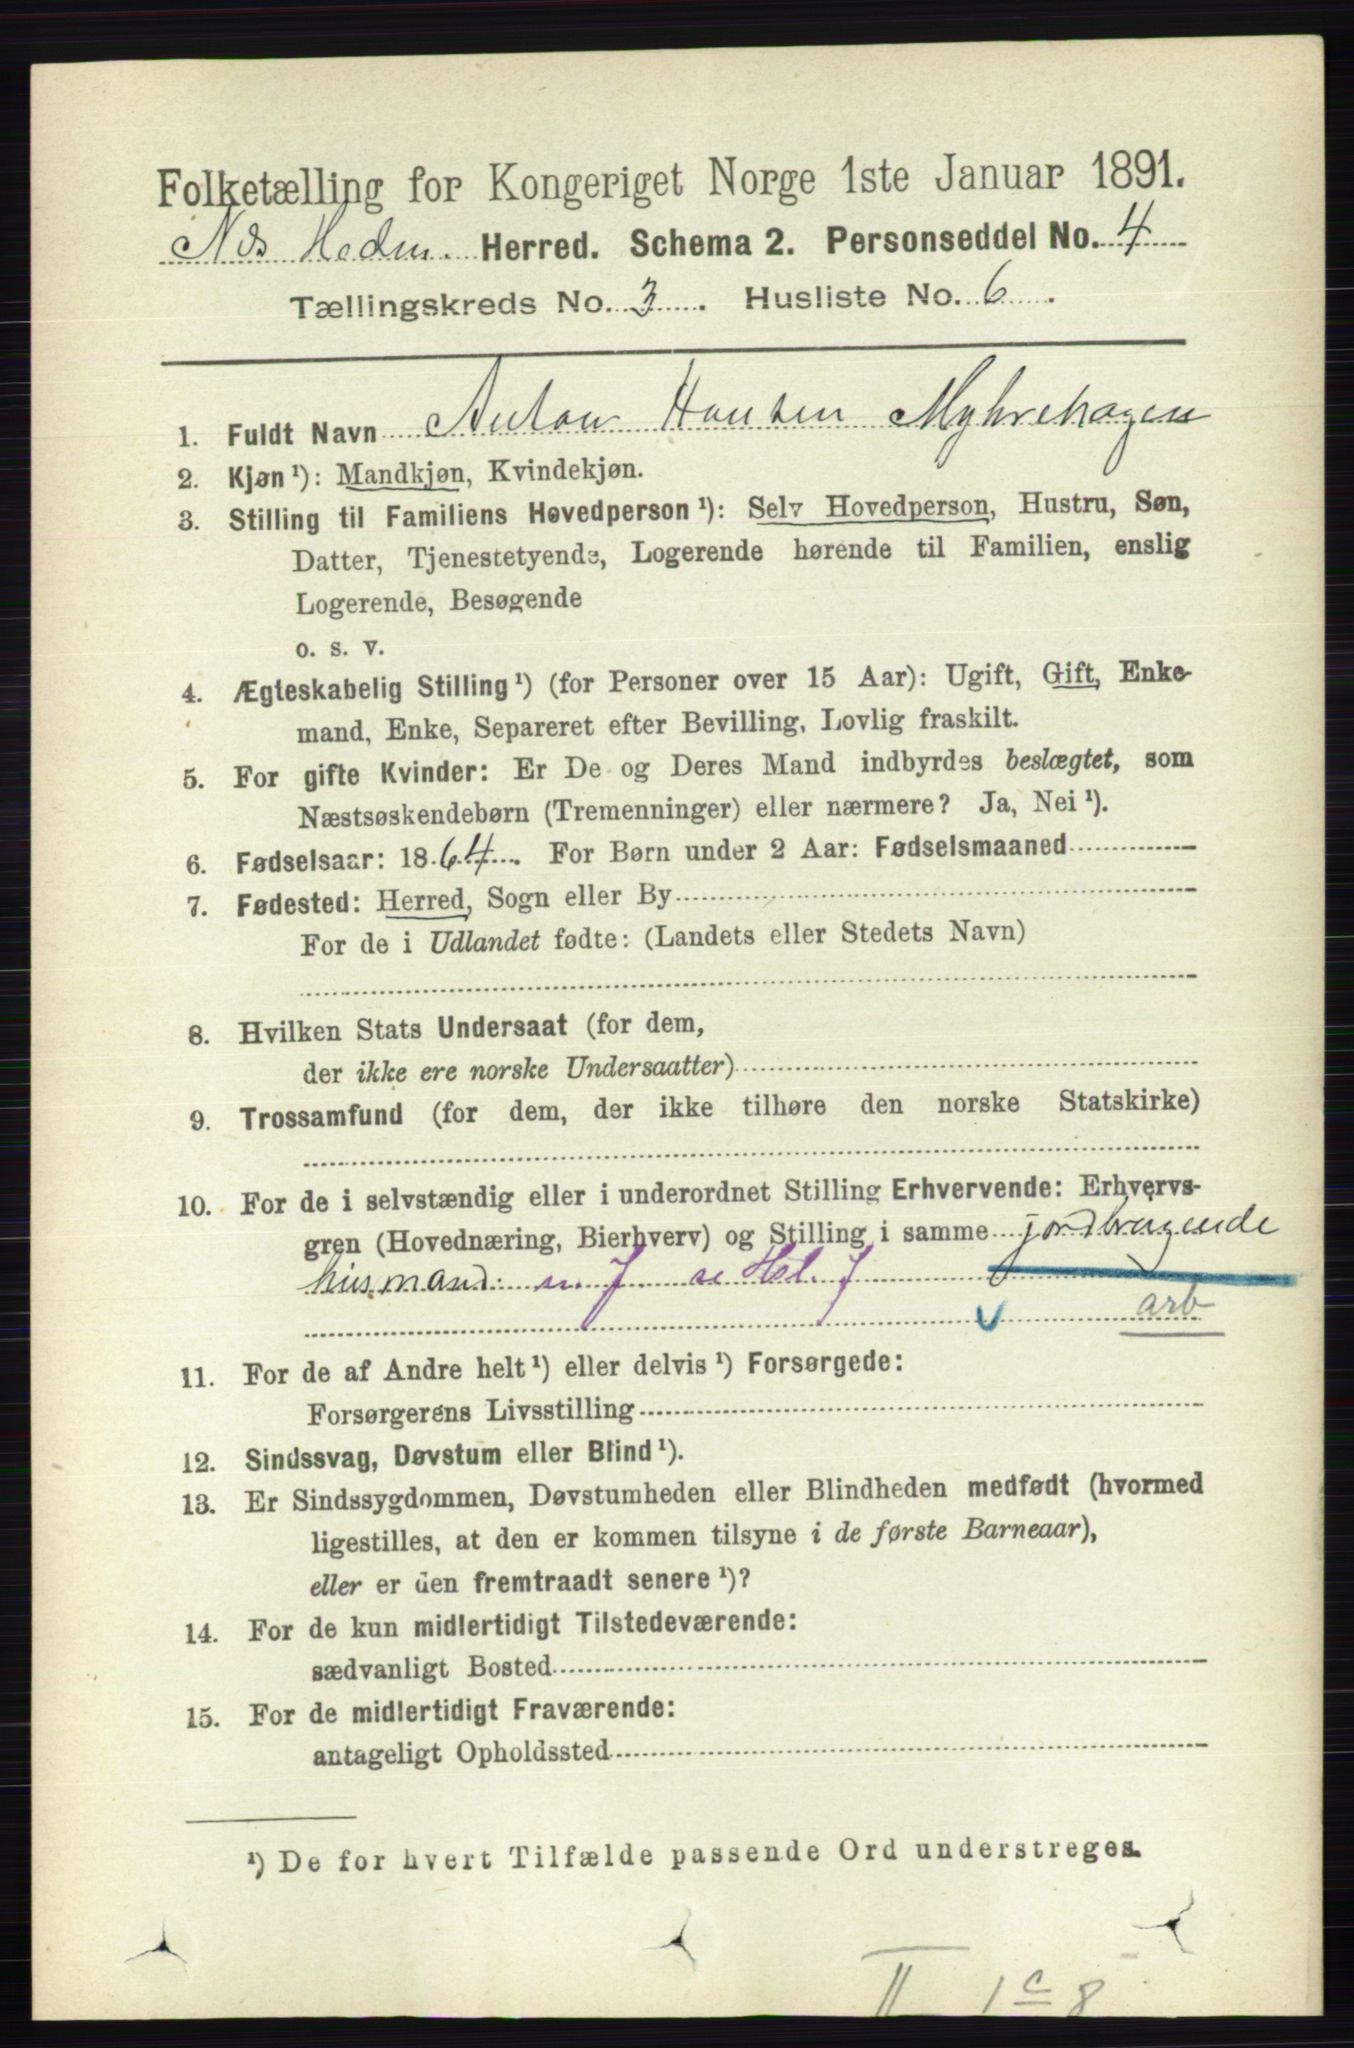 Folketælling for Kongeriget Norge 1ste Januar 1891.
Nds Hedm. Herred. Schema 2. Personseddel No. 4
Tællingskreds No. 3. Husliste No. 6.
1. Fuldt Navn Anton Hansen Myhrehagen
2. Kjøn ¹): Mandkjøn, Kvindekjøn.
3. Stilling til Familiens Hovedperson ¹): Selv Hovedperson, Hustru, Søn,
Datter, Tjenestetyende, Logerende hørende til Familien, enslig
Logerende, Besøgende
o. s. v.
4. Ægteskabelig Stilling ¹) (for Personer over 15 Aar): Ugift, Gift, Enke-
mand, Enke, Separeret efter Bevilling, Lovlig fraskilt.
5. For gifte Kvinder: Er De og Deres Mand indbyrdes beslægtet, som
Næstsøskendebørn (Tremenninger) eller nærmere? Ja, Nei ¹).
6. Fødselsaar: 1864. For Børn under 2 Aar: Fødselsmaaned
7. Fødested: Herred, Sogn eller By
For de i Udlandet fødte: (Landets eller Stedets Navn)
8. Hvilken Stats Undersaat (for dem,
der ikke ere norske Undersaatter)
9. Trossamfund (for dem, der ikke tilhøre den norske Statskirke)
10. For de i selvstændig eller i underordnet Stilling Erhvervende: Erhvervs-
gren (Hovednæring, Bierhverv) og Stilling i samme jordbrugende
husmand m. J se Hsl. J
arb
11. For de af Andre helt ¹) eller delvis ¹) Forsørgede:
Forsørgerens Livsstilling
12. Sindssvag, Døvstum eller Blind ¹).
13. Er Sindssygdommen, Døvstumheden eller Blindheden medfødt (hvormed
ligestilles, at den er kommen tilsyne i de første Barneaar),
eller er den fremtraadt senere ¹)?
14. For de kun midlertidigt Tilstedeværende:
sædvanligt Bosted
15. For de midlertidigt Fraværende:
antageligt Opholdssted
¹) De for hvert Tilfælde passende Ord understreges.
II 1 c 8